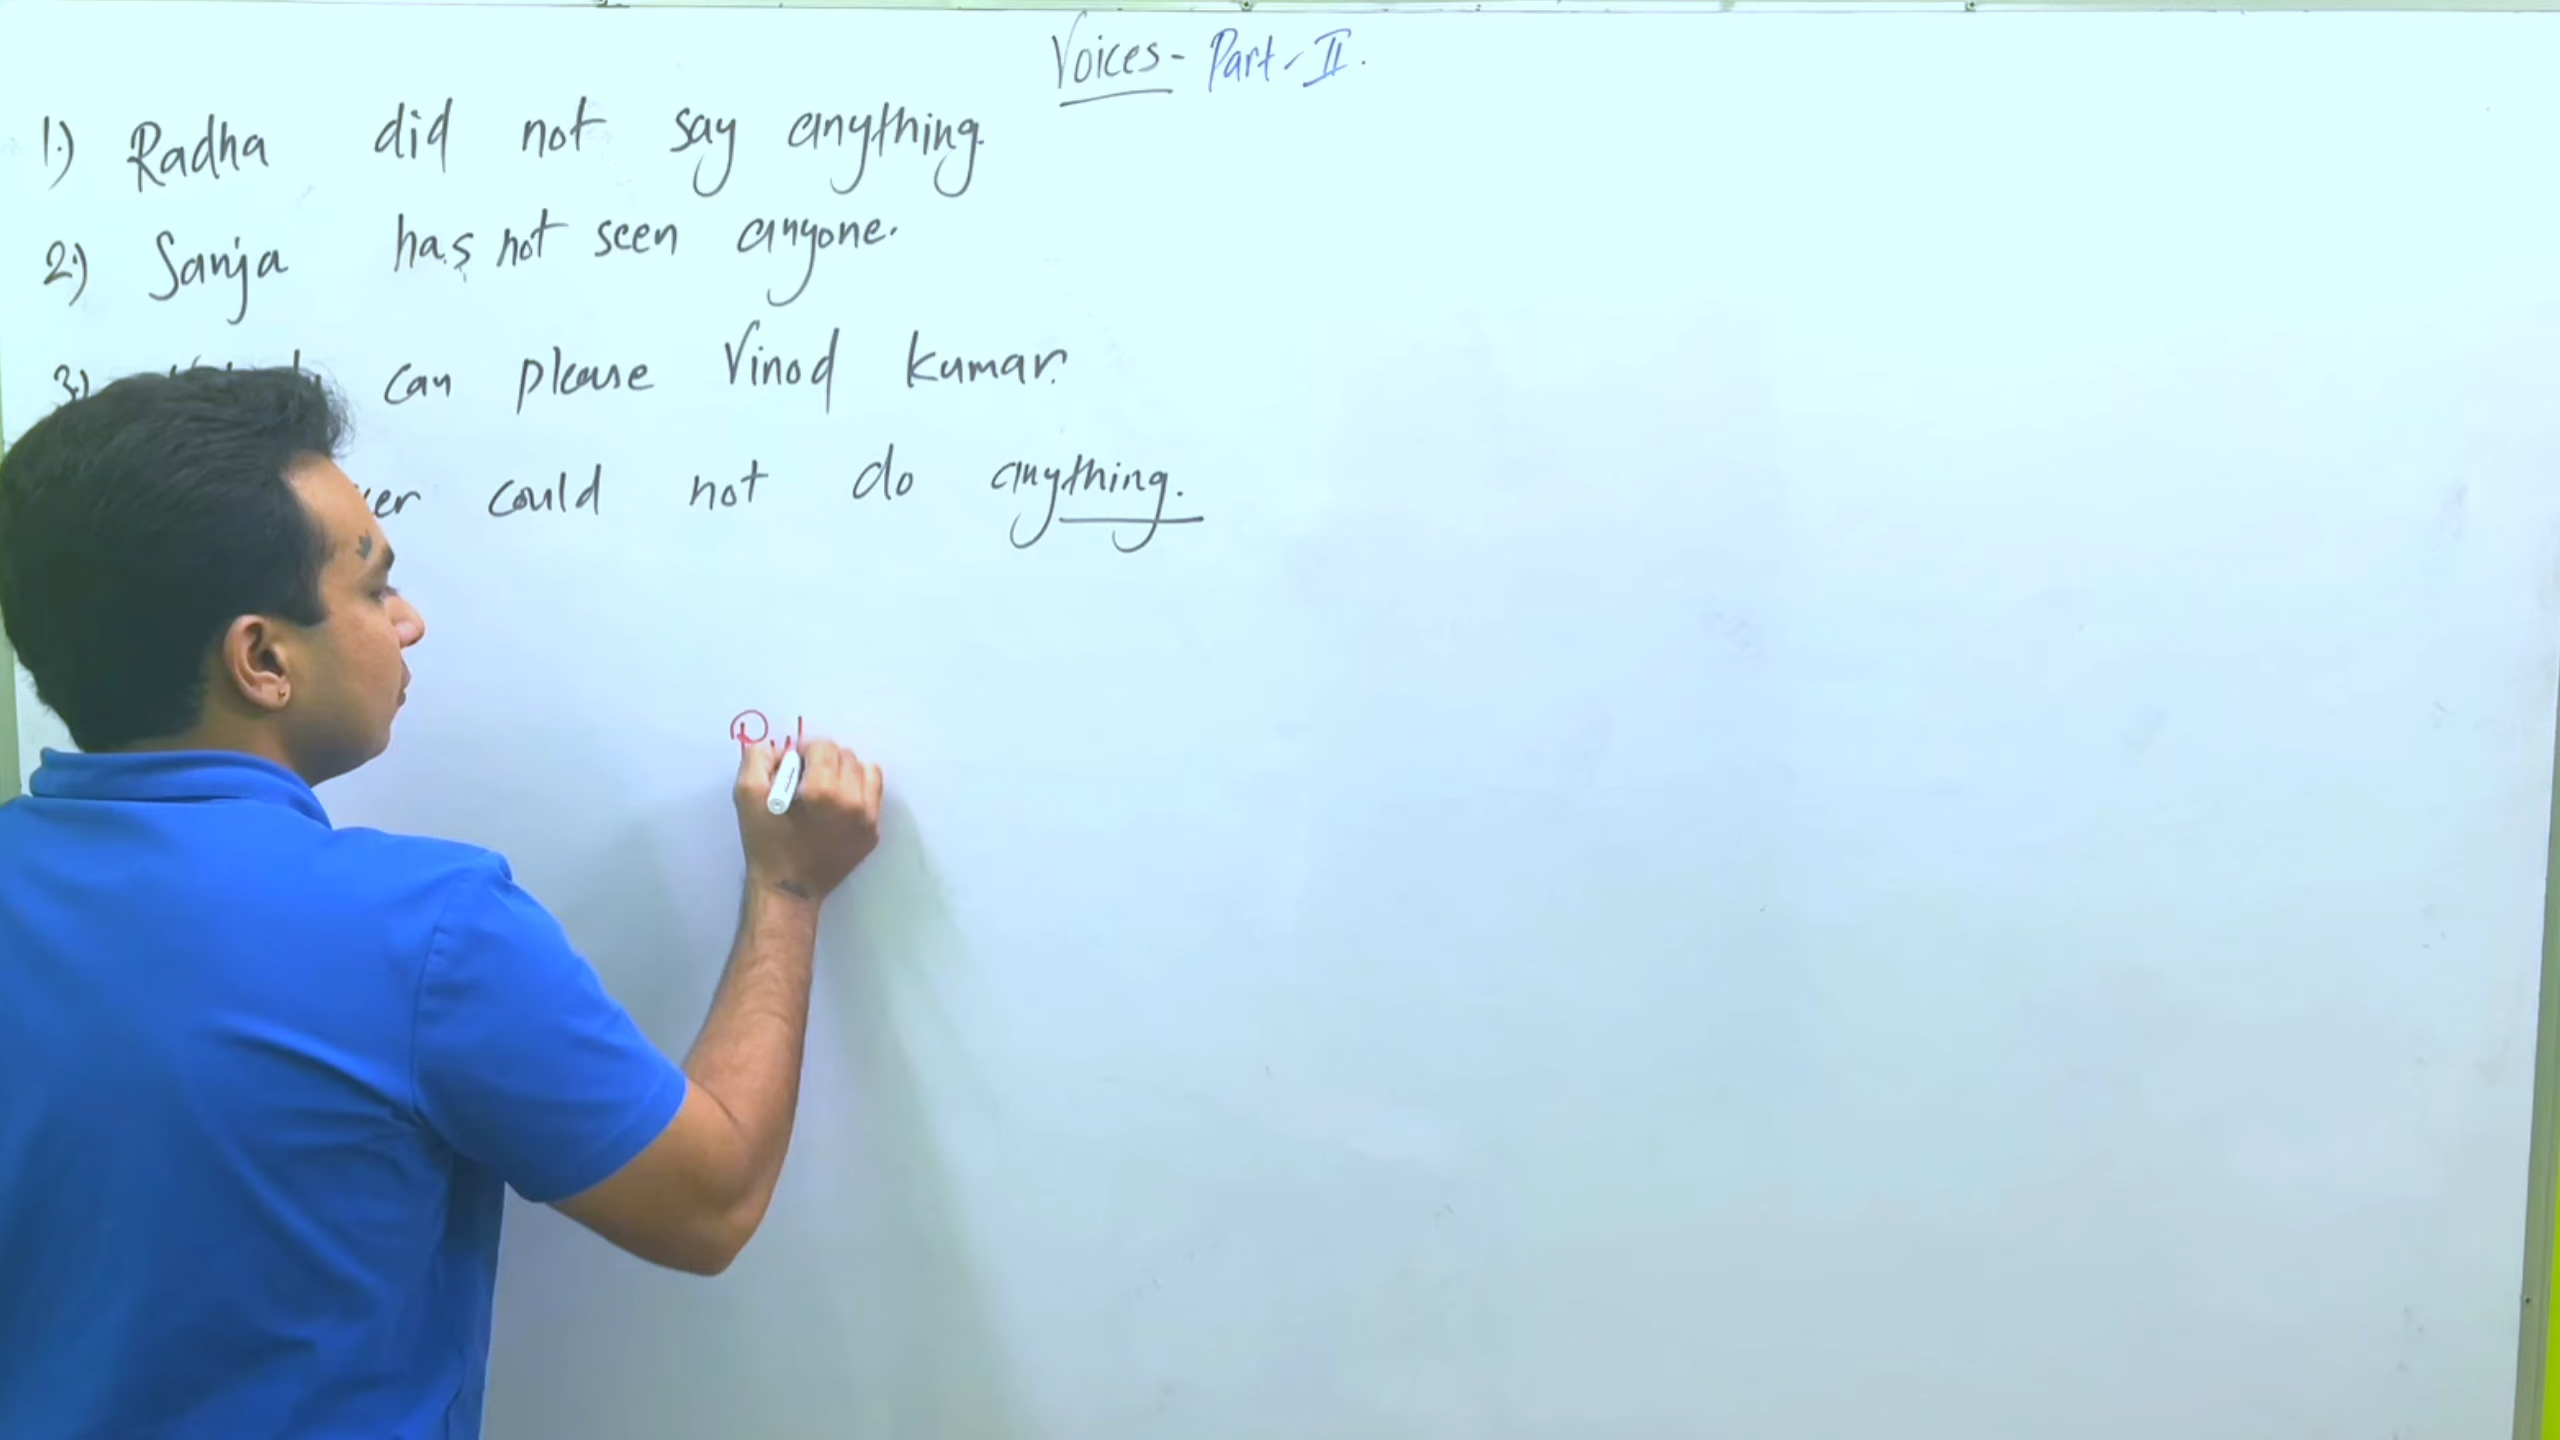 Voices - Part - II.
1) Radha did not say anything.
2) Sanja has not seen anyone.
3) can please Vinod Kumar.
could not do anything.